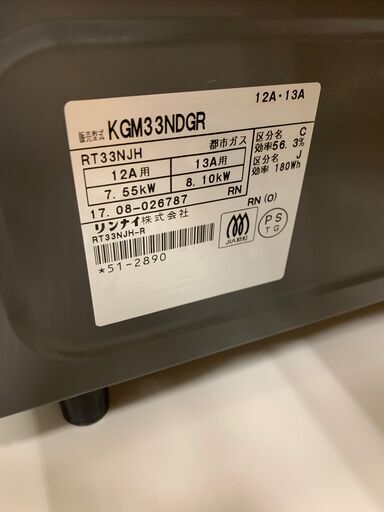 12A・13A
販売型式 KGM33NDGR
RT33NJH 都市ガス
12A用 13A用
7.55kW 8.10kW
区分名 C
効率56.3%
区分名 J
効率 180Wh
17.08-026787 RN
RN (0)
リンナイ株式会社
RT33NJH-R
*51-2890
JIA
PS
TG